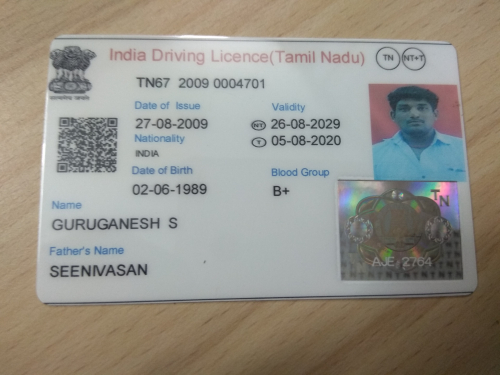 India Driving Licence(Tamil Nadu)
TN
NT+T
TN67 2009 0004701
Date of Issue
Validity
27-08-2009
NT 26-08-2029
Nationality
T 05-08-2020
INDIA
Date of Birth
Blood Group
02-06-1989
B+
TN
Name
GURUGANESH S
Father's Name
SEENIVASAN
AJE 2764